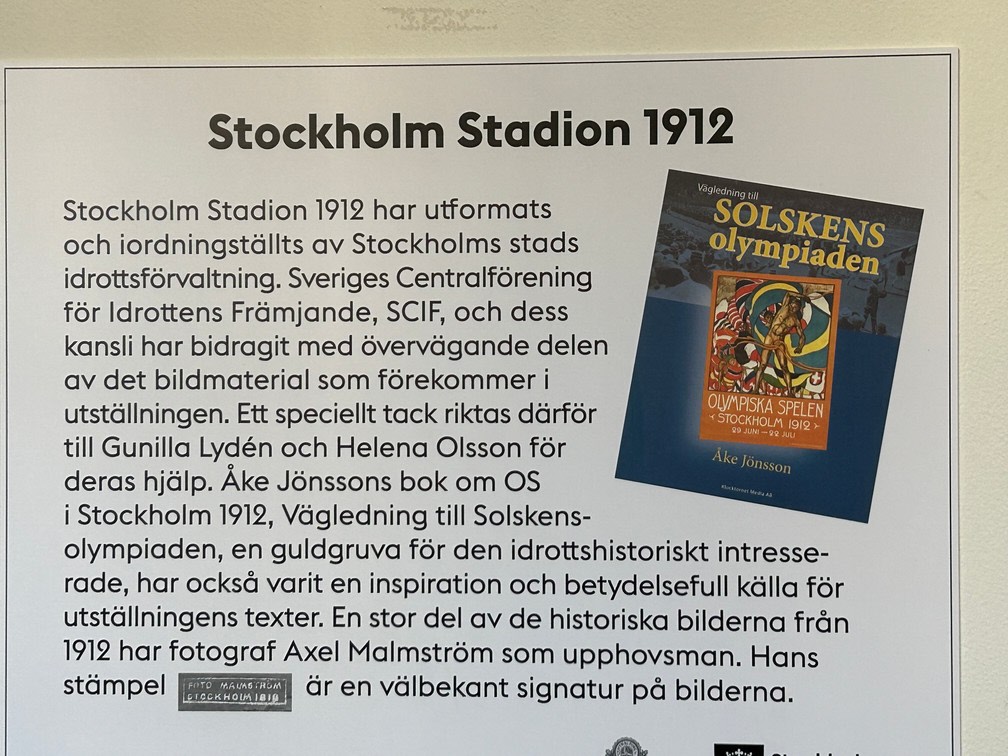 Stockholm Stadion 1912
Stockholm Stadion 1912 har utformats
och iordningställts av Stockholms stads
idrottsförvaltning. Sveriges Centralförening
för Idrottens Främjande, SCIF, och dess
kansli har bidragit med övervägande delen
av det bildmaterial som förekommer i
utställningen. Ett speciellt tack riktas därför
till Gunilla Lydén och Helena Olsson för
deras hjälp. Åke Jönssons bok om OS
i Stockholm 1912, Vägledning till Solskens-
olympiaden, en guldgruva för den idrottshistoriskt intresse-
rade, har också varit en inspiration och betydelsefull källa för
utställningens texter. En stor del av de historiska bilderna från
1912 har fotograf Axel Malmström som upphovsman. Hans
stämpel FOTO MALMSTRÖM
STOCKHOLM
är en välbekant signatur på bilderna.
Vägledning till
SOLSKENS
olympiaden
OLYMPISKA SPELEN
STOCKHOLM 1912
29 JUNI — 22 JULI
Åke Jönsson
Media AB